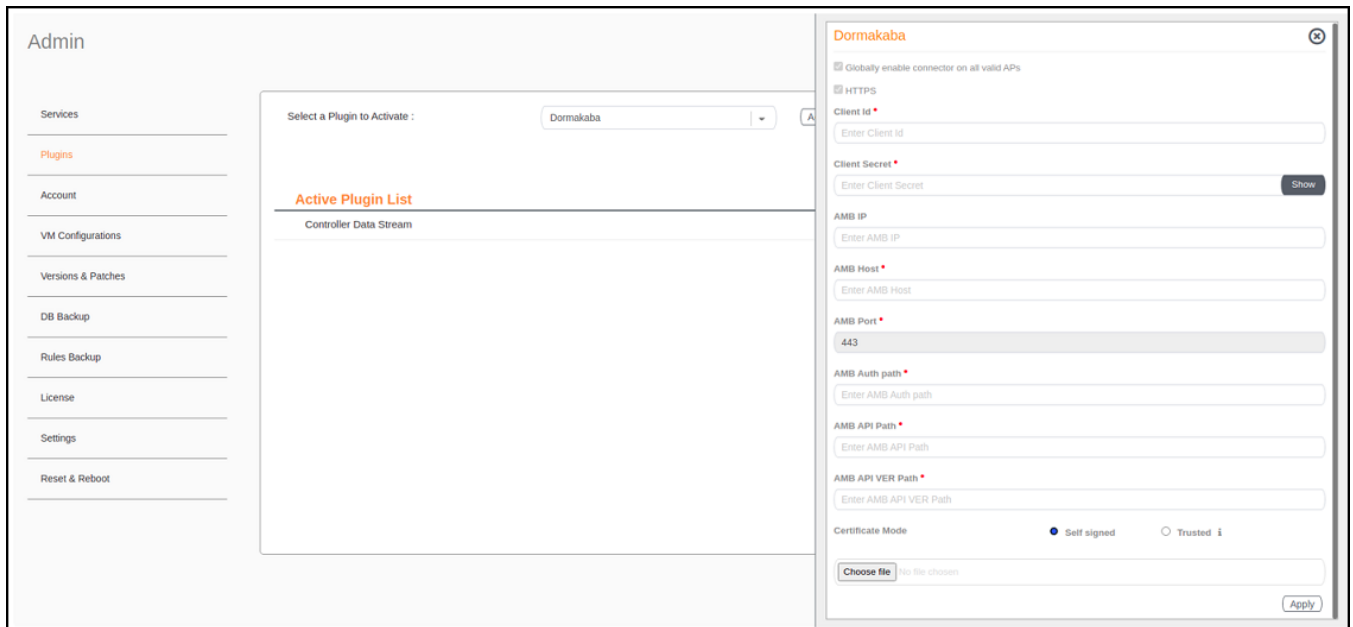 Admin
Services
Plugins
Account
VM Configurations
Versions & Patches
DB Backup
Rules Backup
License
Settings
Reset & Reboot
Select a Plugin to Activate :
Dormakaba
Active Plugin List
Controller Data Stream
Dormakaba
Globally enable connector on all valid APs
HTTPS
Client Id *
Enter Client Id
Client Secret *
Enter Client Secret
Show
AMB IP
Enter AMB IP
AMB Host *
Enter AMB Host
AMB Port *
443
AMB Auth path *
Enter AMB Auth path
AMB API Path *
Enter AMB API Path
AMB API VER Path *
Enter AMB API VER Path
Certificate Mode
Self signed
Trusted i
Choose file No file chosen
Apply